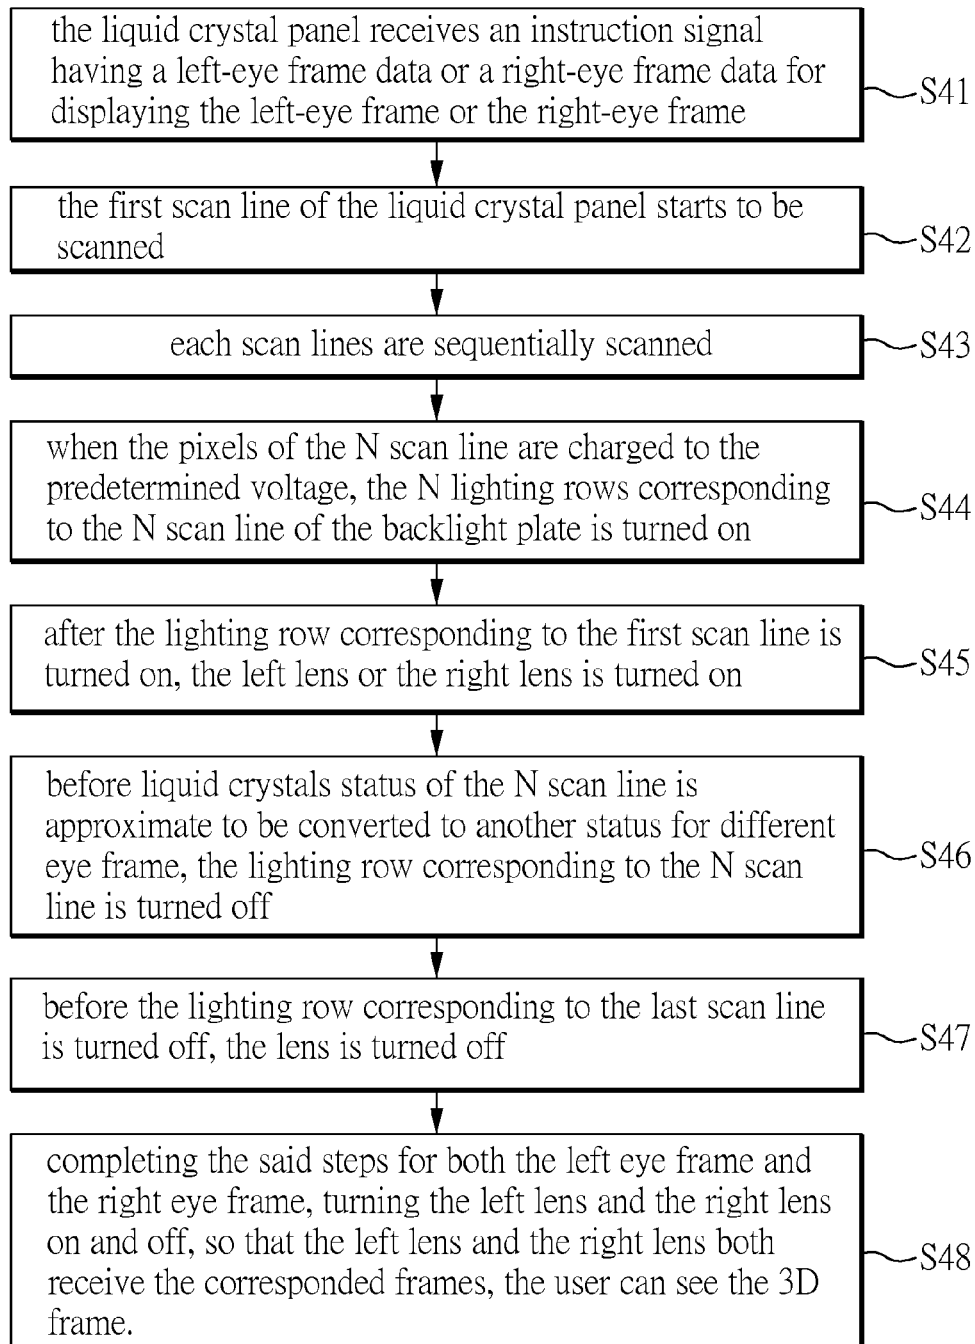 the liquid crystal panel receives an instruction signal
having a left-eye frame data or a right-eye frame data for
displaying the left-eye frame or the right-eye frame
S41
the first scan line of the liquid crystal panel starts to be
scanned
S42
each scan lines are sequentially scanned
S43
when the pixels of the N scan line are charged to the
predetermined voltage, the N lighting rows corresponding
to the N scan line of the backlight plate is turned on
S44
after the lighting row corresponding to the first scan line is
turned on, the left lens or the right lens is turned on
S45
before liquid crystals status of the N scan line is
approximate to be converted to another status for different
eye frame, the lighting row corresponding to the N scan
line is turned off
S46
before the lighting row corresponding to the last scan line
is turned off, the lens is turned off
S47
completing the said steps for both the left eye frame and
the right eye frame, turning the left lens and the right lens
on and off, so that the left lens and the right lens both
receive the corresponded frames, the user can see the 3D
frame.
S48